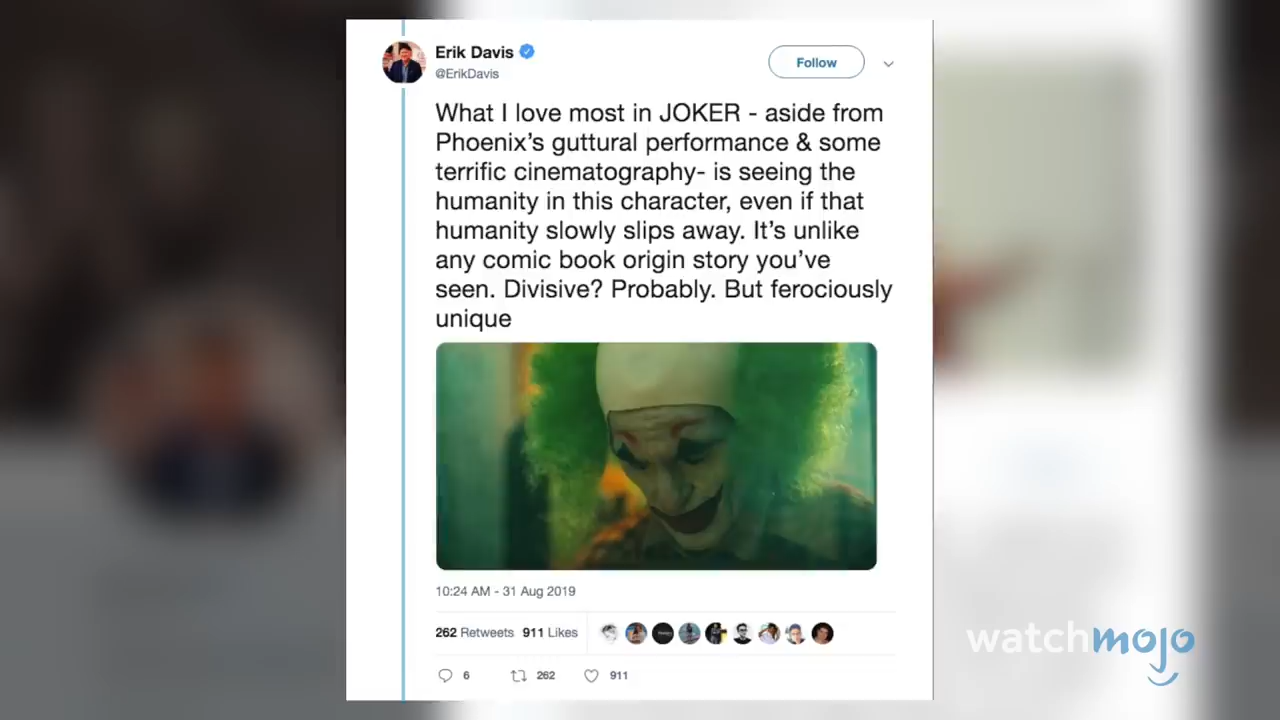 Erik Davis
@ErikDavis
Follow
What I love most in JOKER - aside from
Phoenix's guttural performance & some
terrific cinematography- is seeing the
humanity in this character, even if that
humanity slowly slips away. It's unlike
any comic book origin story you've
seen. Divisive? Probably. But ferociously
unique
10:24 AM - 31 Aug 2019
262 Retweets 911 Likes
6 262 911
watchmojo